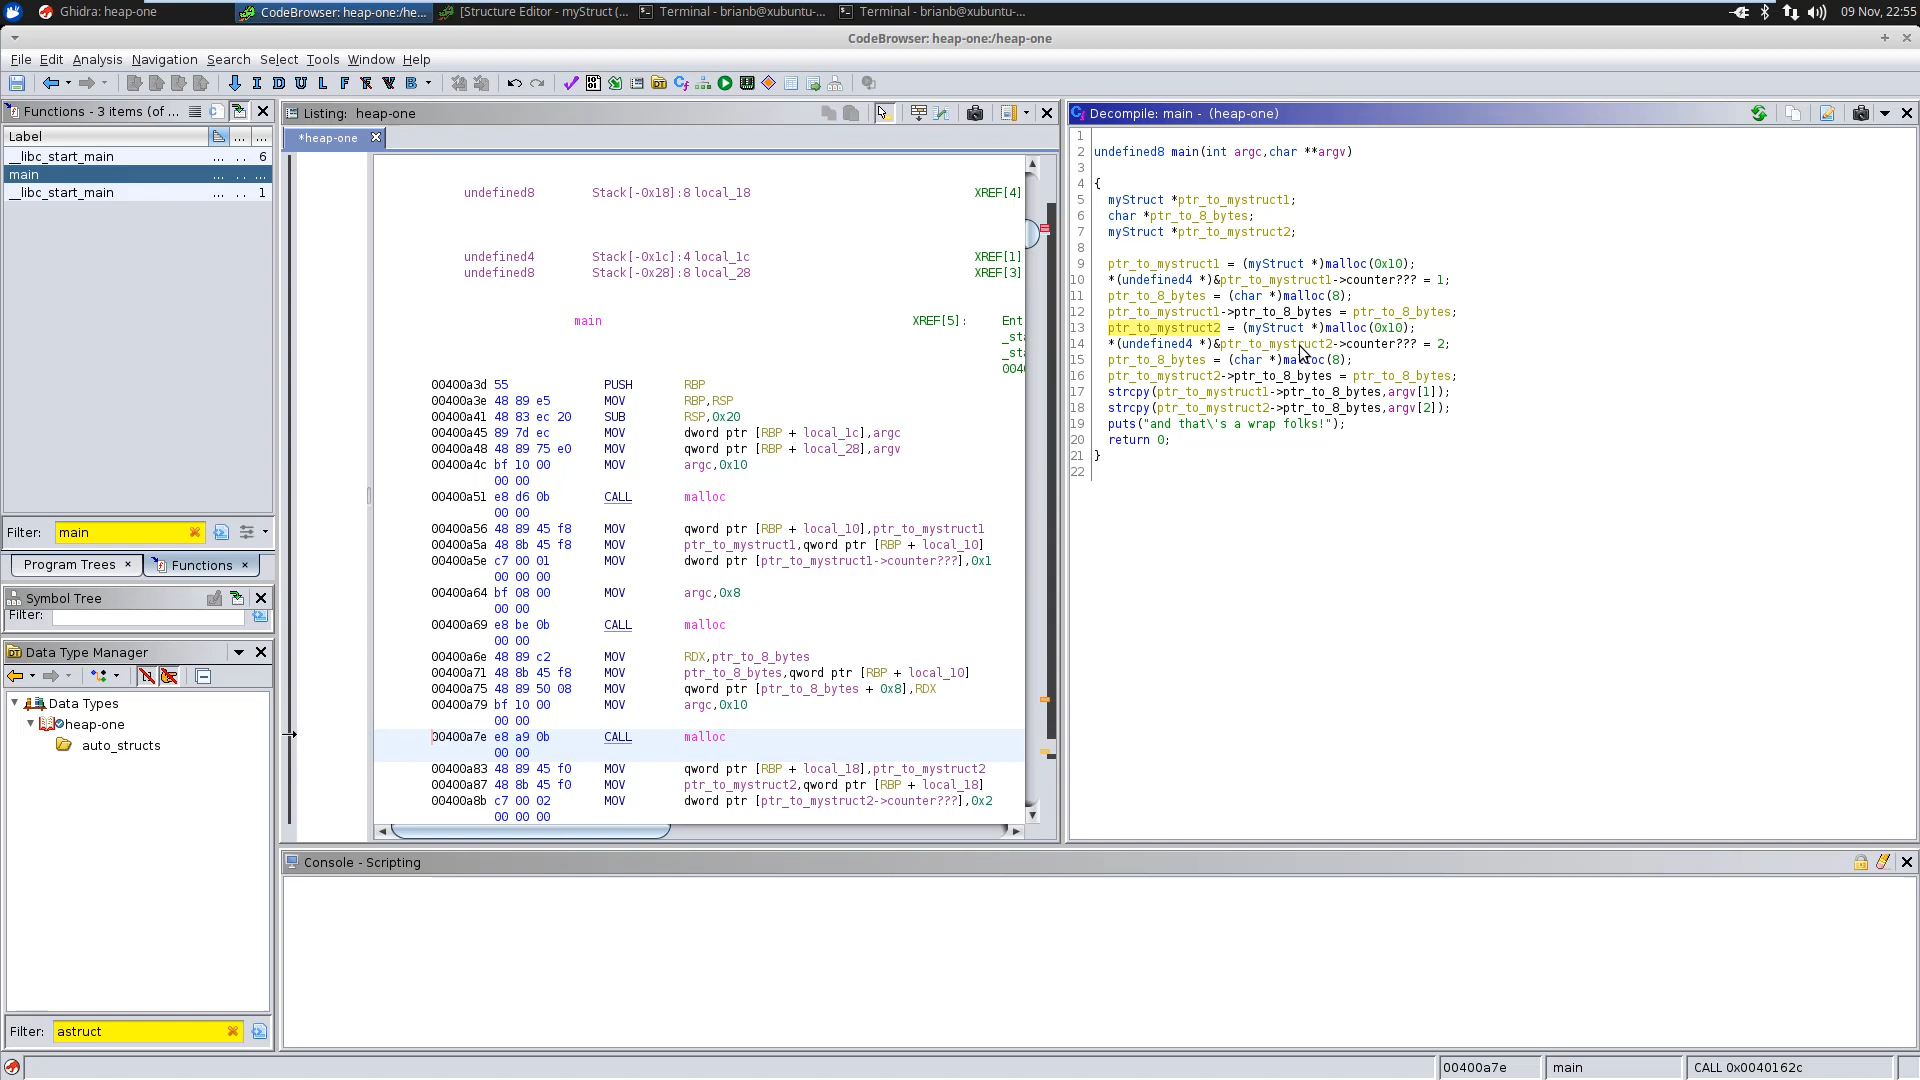 Ghidra: heap-one
CodeBrowser: heap-one:/he...
[Structure Editor - myStruct (...
Terminal - brianb@xubuntu-...
Terminal - brianb@xubuntu-...
09 Nov, 22:55
CodeBrowser: heap-one:/heap-one
File Edit Analysis Navigation Search Select Tools Window Help
I D U L F V B
Functions - 3 items (of ...
Label
__libc_start_main ... .. 6
main ... .. ...
__libc_start_main ... .. 1
Filter: main
Program Trees × Functions ×
Symbol Tree
Filter:
Data Type Manager
Data Types
heap-one
auto_structs
Filter: astruct
Listing: heap-one
*heap-one
undefined8 Stack[-0x18]:8 local_18 XREF[4]
undefined4 Stack[-0x1c]:4 local_1c XREF[1]
undefined8 Stack[-0x28]:8 local_28 XREF[3]
main XREF[5]: Ent
_sta
_sta
004
00400a3d 55 PUSH RBP
00400a3e 48 89 e5 MOV RBP,RSP
00400a41 48 83 ec 20 SUB RSP,0x20
00400a45 89 7d ec MOV dword ptr [RBP + local_1c],argc
00400a48 48 89 75 e0 MOV qword ptr [RBP + local_28],argv
00400a4c bf 10 00 MOV argc,0x10
00 00
00400a51 e8 d6 0b CALL malloc
00 00
00400a56 48 89 45 f8 MOV qword ptr [RBP + local_10],ptr_to_mystruct1
00400a5a 48 8b 45 f8 MOV ptr_to_mystruct1,qword ptr [RBP + local_10]
00400a5e c7 00 01 MOV dword ptr [ptr_to_mystruct1->counter???],0x1
00 00 00
00400a64 bf 08 00 MOV argc,0x8
00 00
00400a69 e8 be 0b CALL malloc
00 00
00400a6e 48 89 c2 MOV RDX,ptr_to_8_bytes
00400a71 48 8b 45 f8 MOV ptr_to_8_bytes,qword ptr [RBP + local_10]
00400a75 48 89 50 08 MOV qword ptr [ptr_to_8_bytes + 0x8],RDX
00400a79 bf 10 00 MOV argc,0x10
00 00
00400a7e e8 a9 0b CALL malloc
00 00
00400a83 48 89 45 f0 MOV qword ptr [RBP + local_18],ptr_to_mystruct2
00400a87 48 8b 45 f0 MOV ptr_to_mystruct2,qword ptr [RBP + local_18]
00400a8b c7 00 02 MOV dword ptr [ptr_to_mystruct2->counter???],0x2
00 00 00
Decompile: main - (heap-one)
1
2 undefined8 main(int argc,char **argv)
3
4 {
5 myStruct *ptr_to_mystruct1;
6 char *ptr_to_8_bytes;
7 myStruct *ptr_to_mystruct2;
8
9 ptr_to_mystruct1 = (myStruct *)malloc(0x10);
10 *(undefined4 *)&ptr_to_mystruct1->counter??? = 1;
11 ptr_to_8_bytes = (char *)malloc(8);
12 ptr_to_mystruct1->ptr_to_8_bytes = ptr_to_8_bytes;
13 ptr_to_mystruct2 = (myStruct *)malloc(0x10);
14 *(undefined4 *)&ptr_to_mystruct2->counter??? = 2;
15 ptr_to_8_bytes = (char *)malloc(8);
16 ptr_to_mystruct2->ptr_to_8_bytes = ptr_to_8_bytes;
17 strcpy(ptr_to_mystruct1->ptr_to_8_bytes,argv[1]);
18 strcpy(ptr_to_mystruct2->ptr_to_8_bytes,argv[2]);
19 puts("and that\'s a wrap folks!");
20 return 0;
21 }
22
Console - Scripting
00400a7e main CALL 0x0040162c